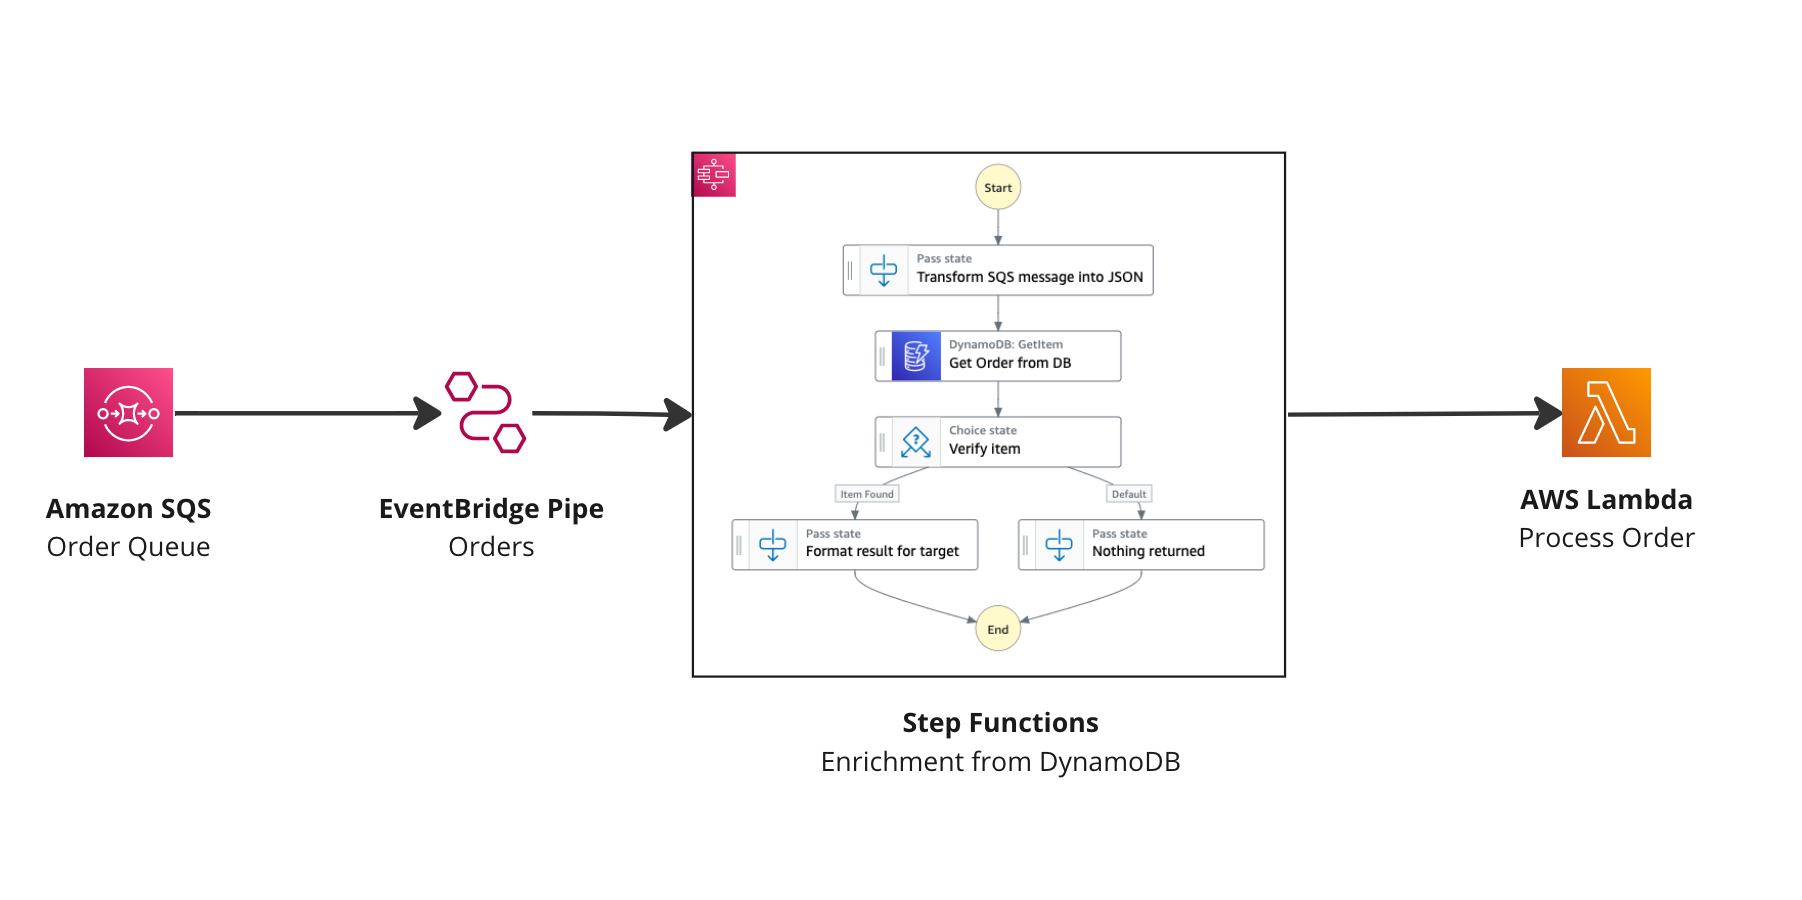 Start
Pass state
Transform SQS message into JSON
DynamoDB: GetItem
Get Order from DB
Choice state
Verify item
Item Found
Default
Pass state
Format result for target
Pass state
Nothing returned
End
Amazon SQS
Order Queue
EventBridge Pipe
Orders
AWS Lambda
Process Order
Step Functions
Enrichment from DynamoDB